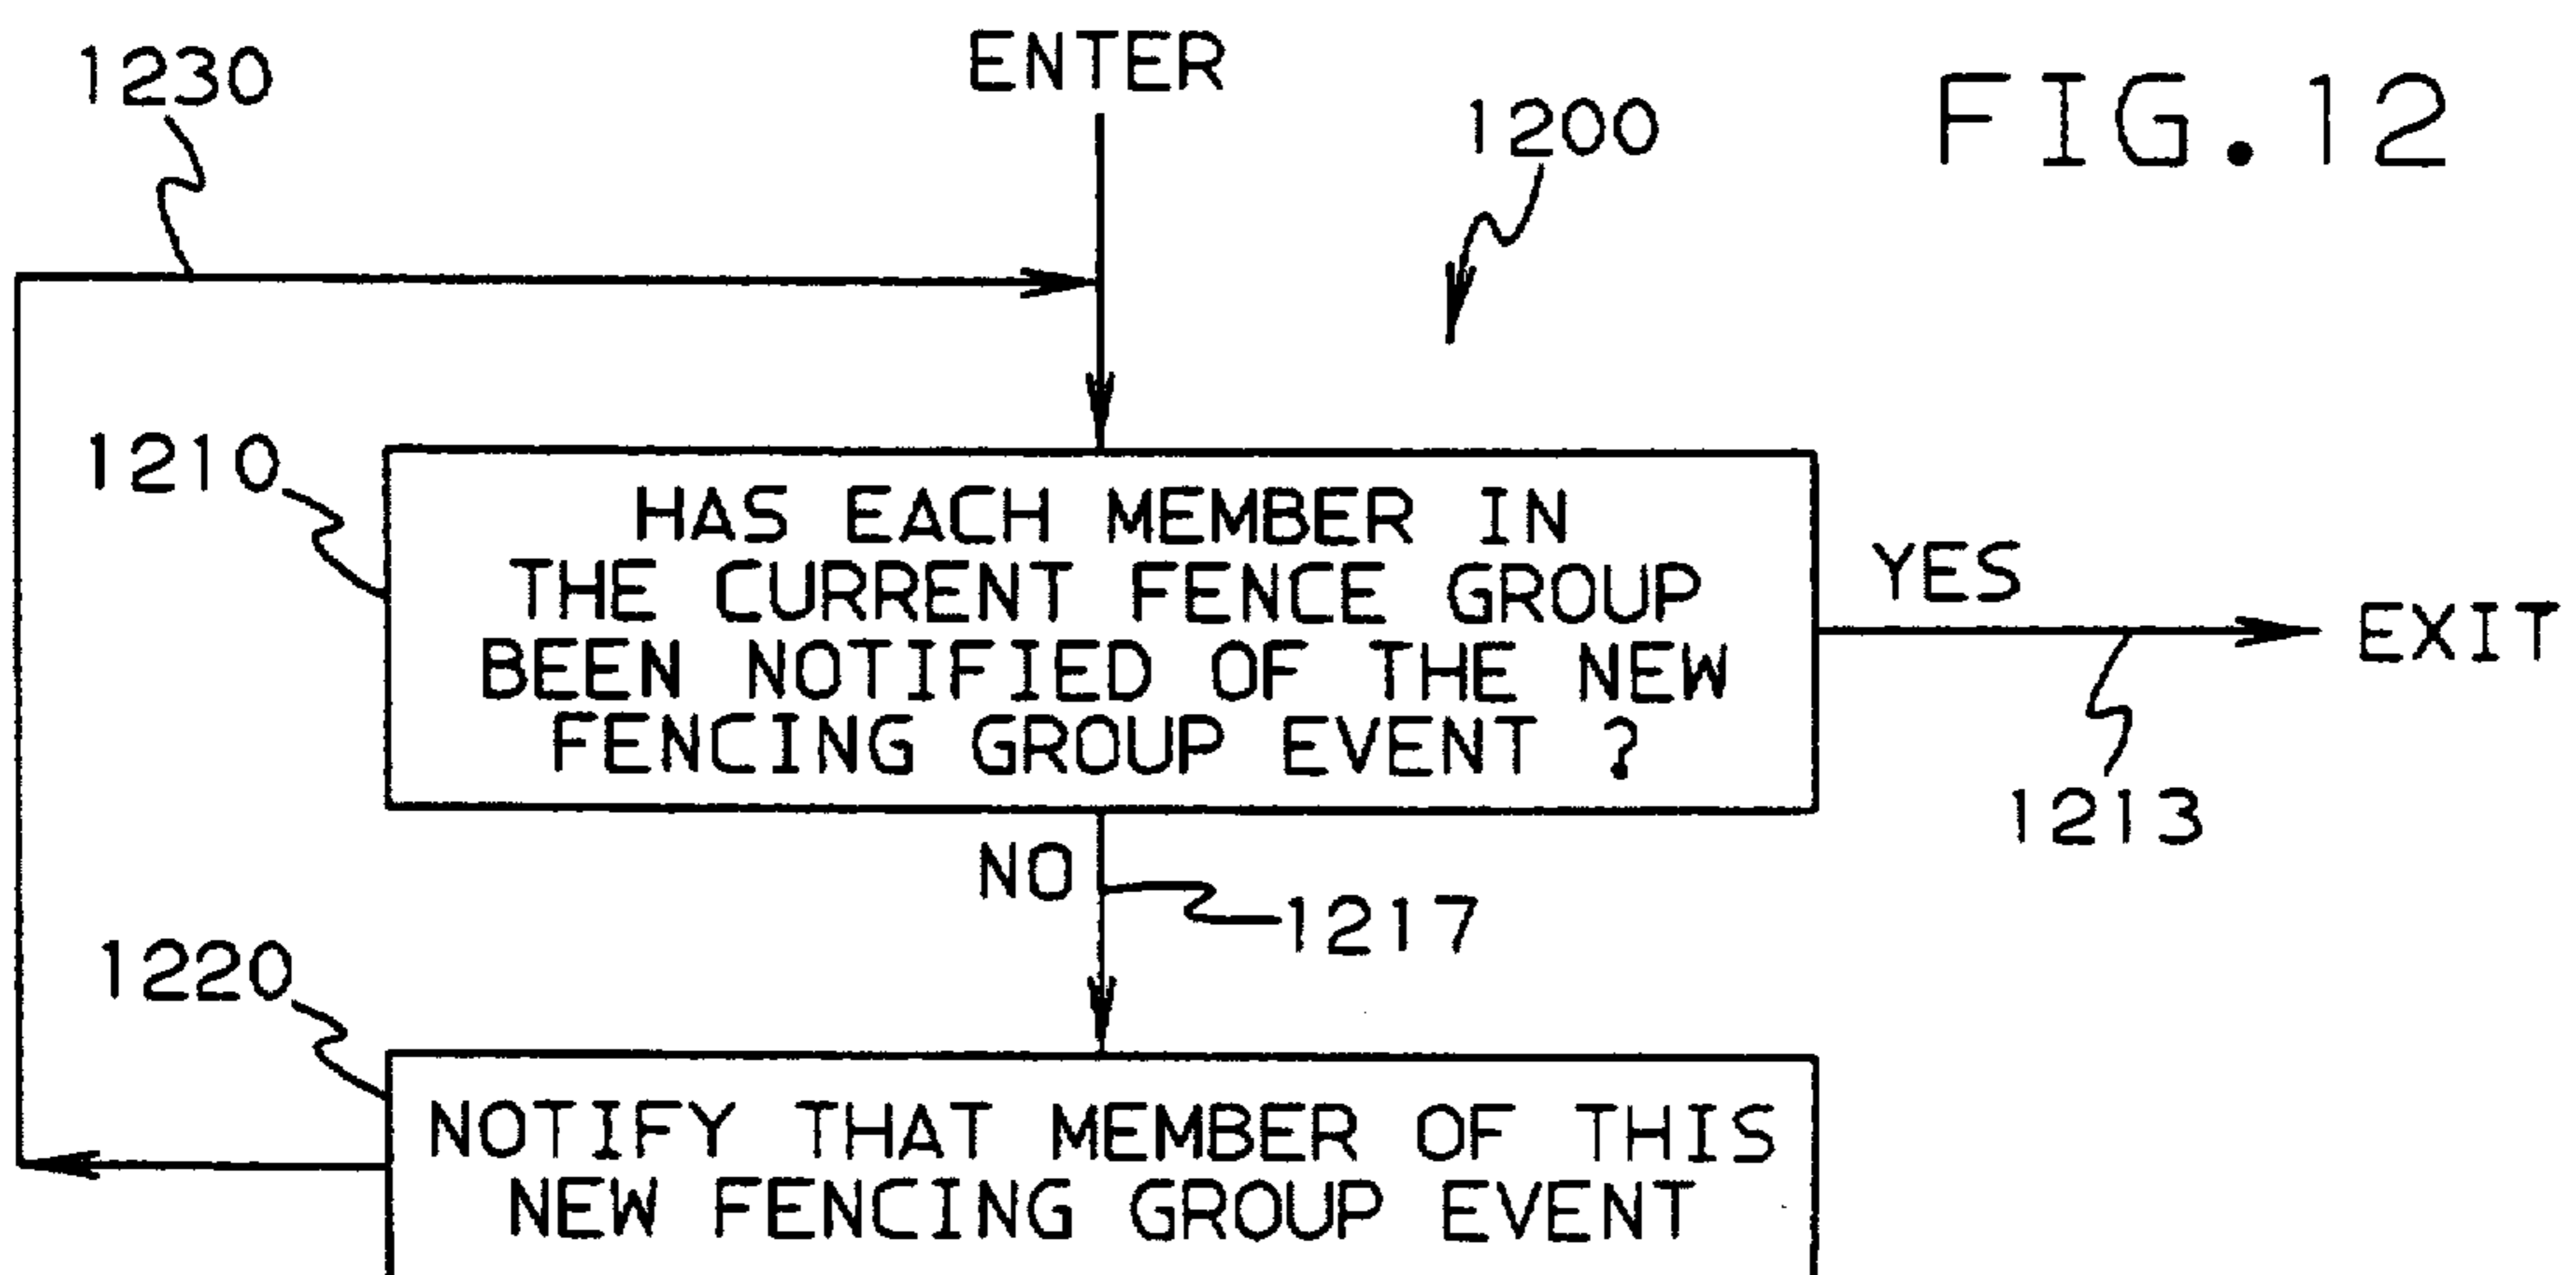 1230
ENTER
1200
FIG.12
1210
HAS EACH MEMBER IN
THE CURRENT FENCE GROUP
BEEN NOTIFIED OF THE NEW
FENCING GROUP EVENT ?
YES
EXIT
1213
NO
1217
1220
NOTIFY THAT MEMBER OF THIS
NEW FENCING GROUP EVENT